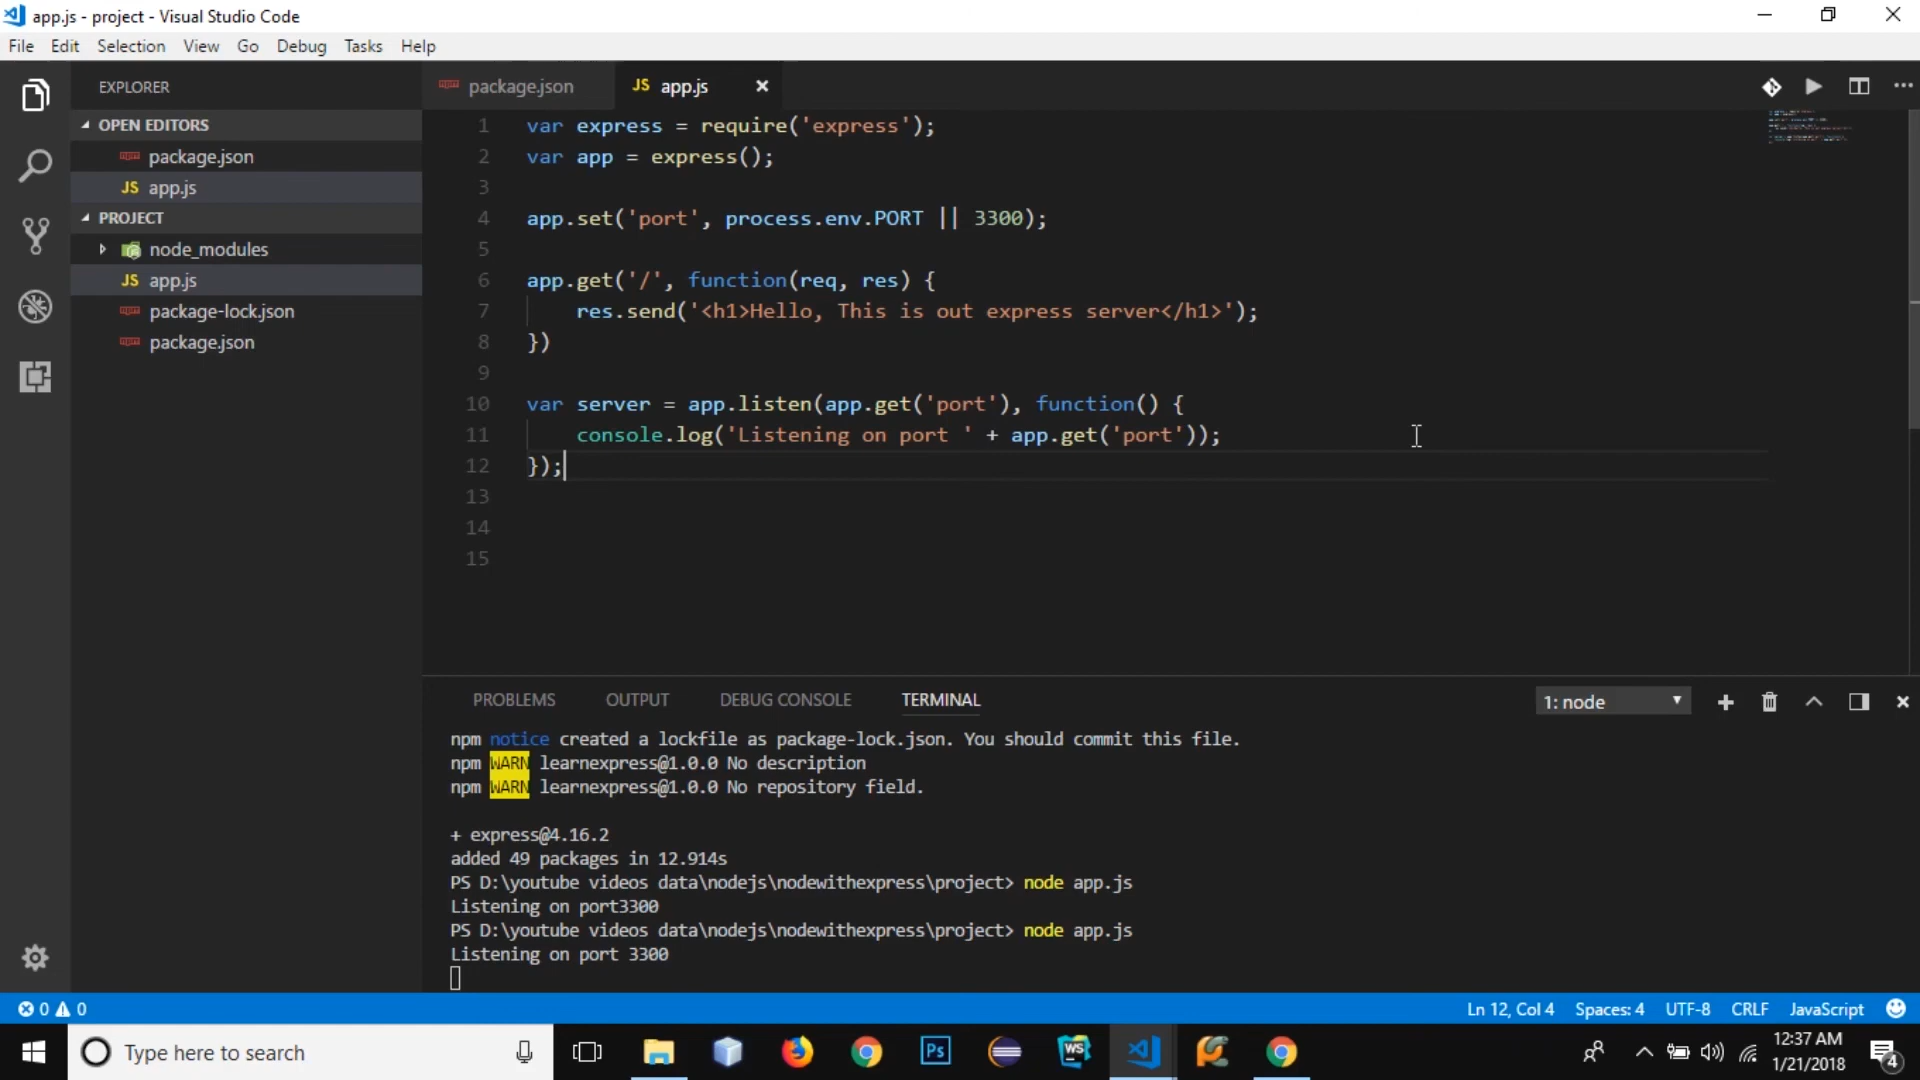 app.js - project - Visual Studio Code
File Edit Selection View Go Debug Tasks Help
EXPLORER
OPEN EDITORS
package.json
JS app.js
PROJECT
node_modules
JS app.js
package-lock.json
package.json
package.json JS app.js
1 var express = require('express');
2 var app = express();
3
4 app.set('port', process.env.PORT || 3300);
5
6 app.get('/', function(req, res) {
7 res.send('<h1>Hello, This is out express server</h1>');
8 })
9
10 var server = app.listen(app.get('port'), function() {
11 console.log('Listening on port ' + app.get('port'));
12 });
13
14
15
PROBLEMS OUTPUT DEBUG CONSOLE TERMINAL 1: node
npm notice created a lockfile as package-lock.json. You should commit this file.
npm WARN learnexpress@1.0.0 No description
npm WARN learnexpress@1.0.0 No repository field.
+ express@4.16.2
added 49 packages in 12.914s
PS D:\youtube videos data\nodejs\nodewithexpress\project> node app.js
Listening on port3300
PS D:\youtube videos data\nodejs\nodewithexpress\project> node app.js
Listening on port 3300
0 0 Ln 12, Col 4 Spaces: 4 UTF-8 CRLF JavaScript
Type here to search
Ps
WS
12:37 AM
1/21/2018
4